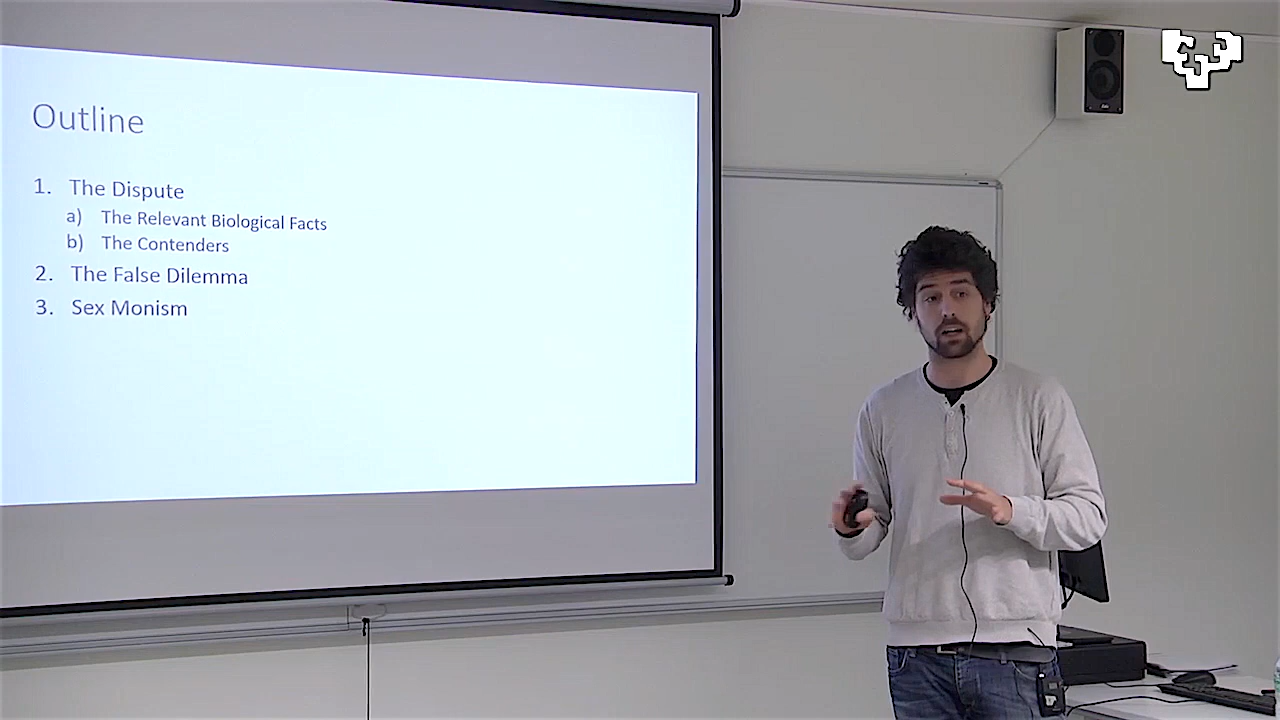 Outline
1. The Dispute
a) The Relevant Biological Facts
b) The Contenders
2. The False Dilemma
3. Sex Monism